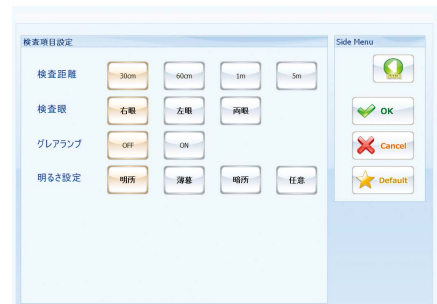 検査項目設定
Side Menu
検査距離 30cm 60cm 1m 5m
検査眼 右眼 左眼 両眼
OK
グレアランプ OFF ON
Cancel
明るさ設定 明所 薄暮 暗所 任意
Default